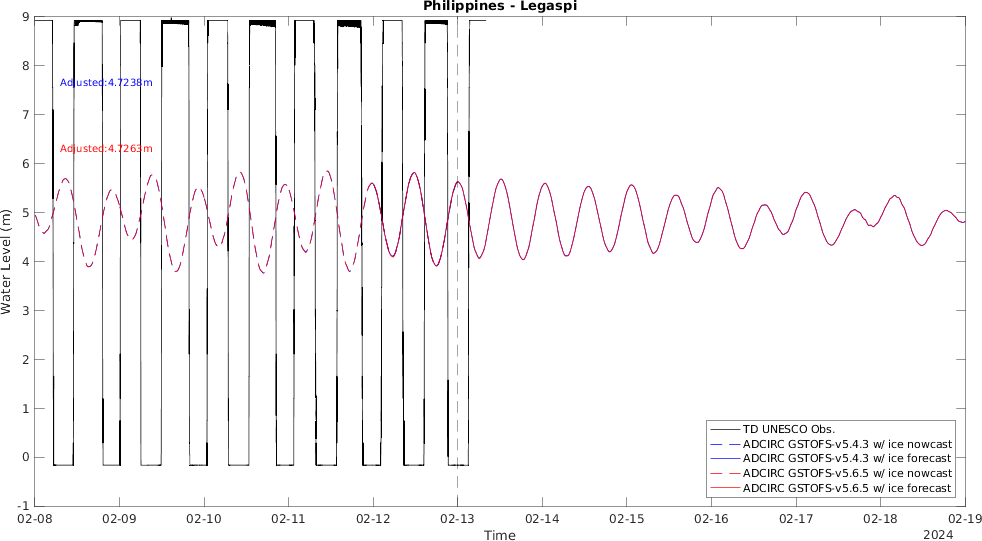 Philippines - Legaspi
9
8
7
6
5
4
3
2
1
0
-1
Water Level (m)
Adjusted:4.7238m
Adjusted:4.7263m
TD UNESCO Obs.
ADCIRC GSTOFS-v5.4.3 w/ ice nowcast
ADCIRC GSTOFS-v5.4.3 w/ ice forecast
ADCIRC GSTOFS-v5.6.5 w/ ice nowcast
ADCIRC GSTOFS-v5.6.5 w/ ice forecast
02-08 02-09 02-10 02-11 02-12 02-13 02-14 02-15 02-16 02-17 02-18 02-19
Time
2024